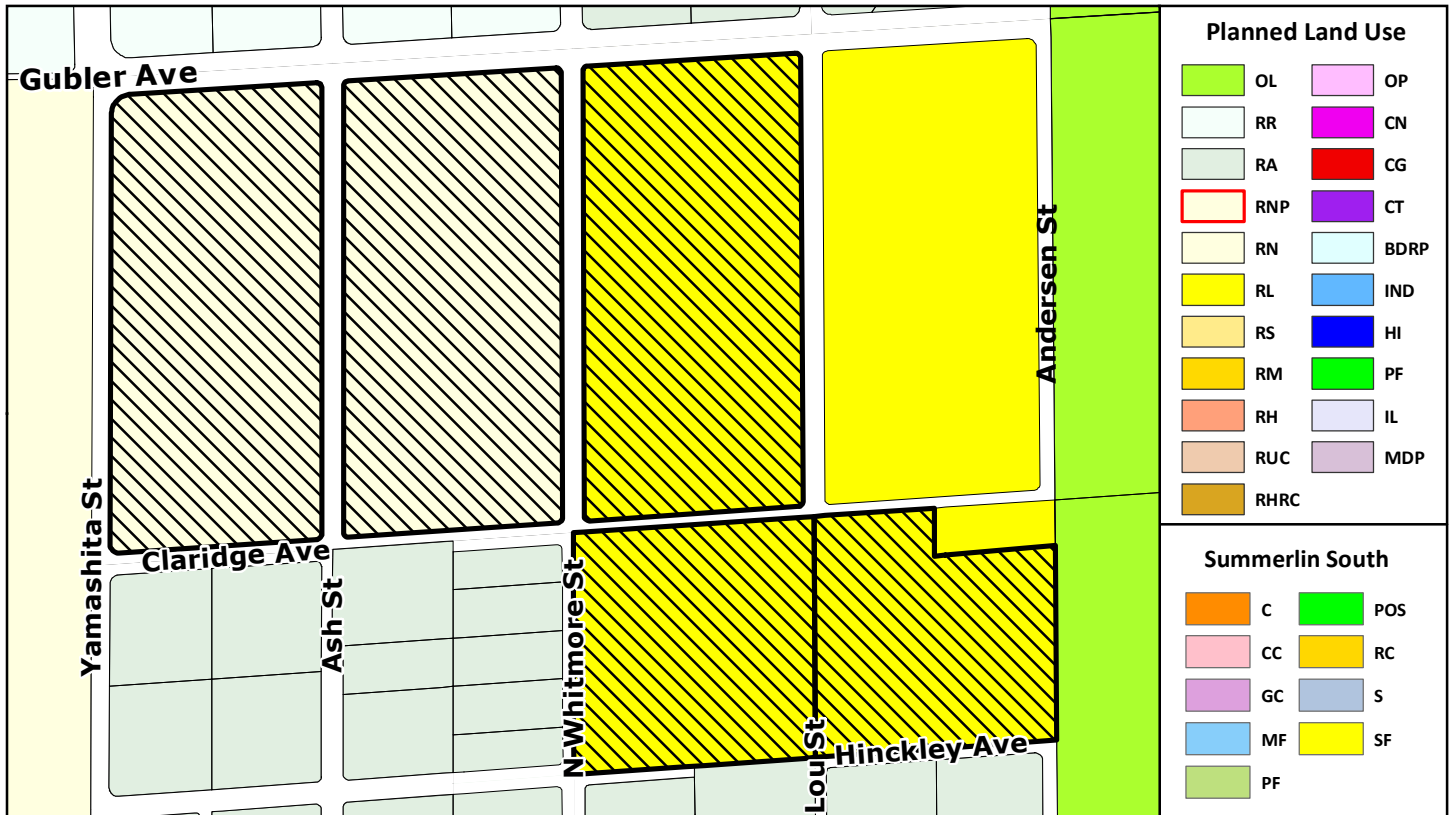 Gubler Ave
Andersen St
Yamashita St
Claridge Ave
Ash St
N Whitmore St
Lou St
Hinckley Ave
Planned Land Use
OL
RR
RA
RNP
RN
RL
RS
RM
RH
RUC
RHRC
OP
CN
CG
CT
BDRP
IND
HI
PF
IL
MDP
Summerlin South
C
CC
GC
MF
PF
POS
RC
S
SF